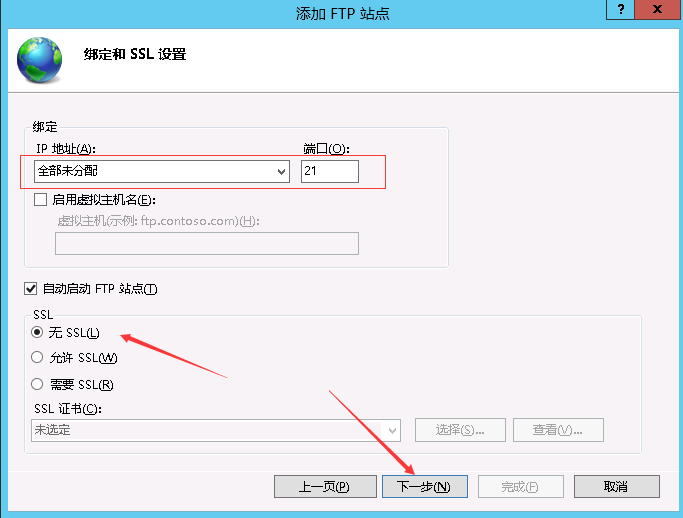 添加 FTP 站点
? x
绑定和 SSL 设置
绑定
IP 地址(A): 端口(O):
全部未分配 21
启用虚拟主机名(E):
虚拟主机(示例: ftp.contoso.com)(H):
自动启动 FTP 站点(T)
SSL
无 SSL(L)
允许 SSL(W)
需要 SSL(R)
SSL 证书(C):
未选定 选择(S)... 查看(V)...
上一页(P) 下一步(N) 完成(F) 取消